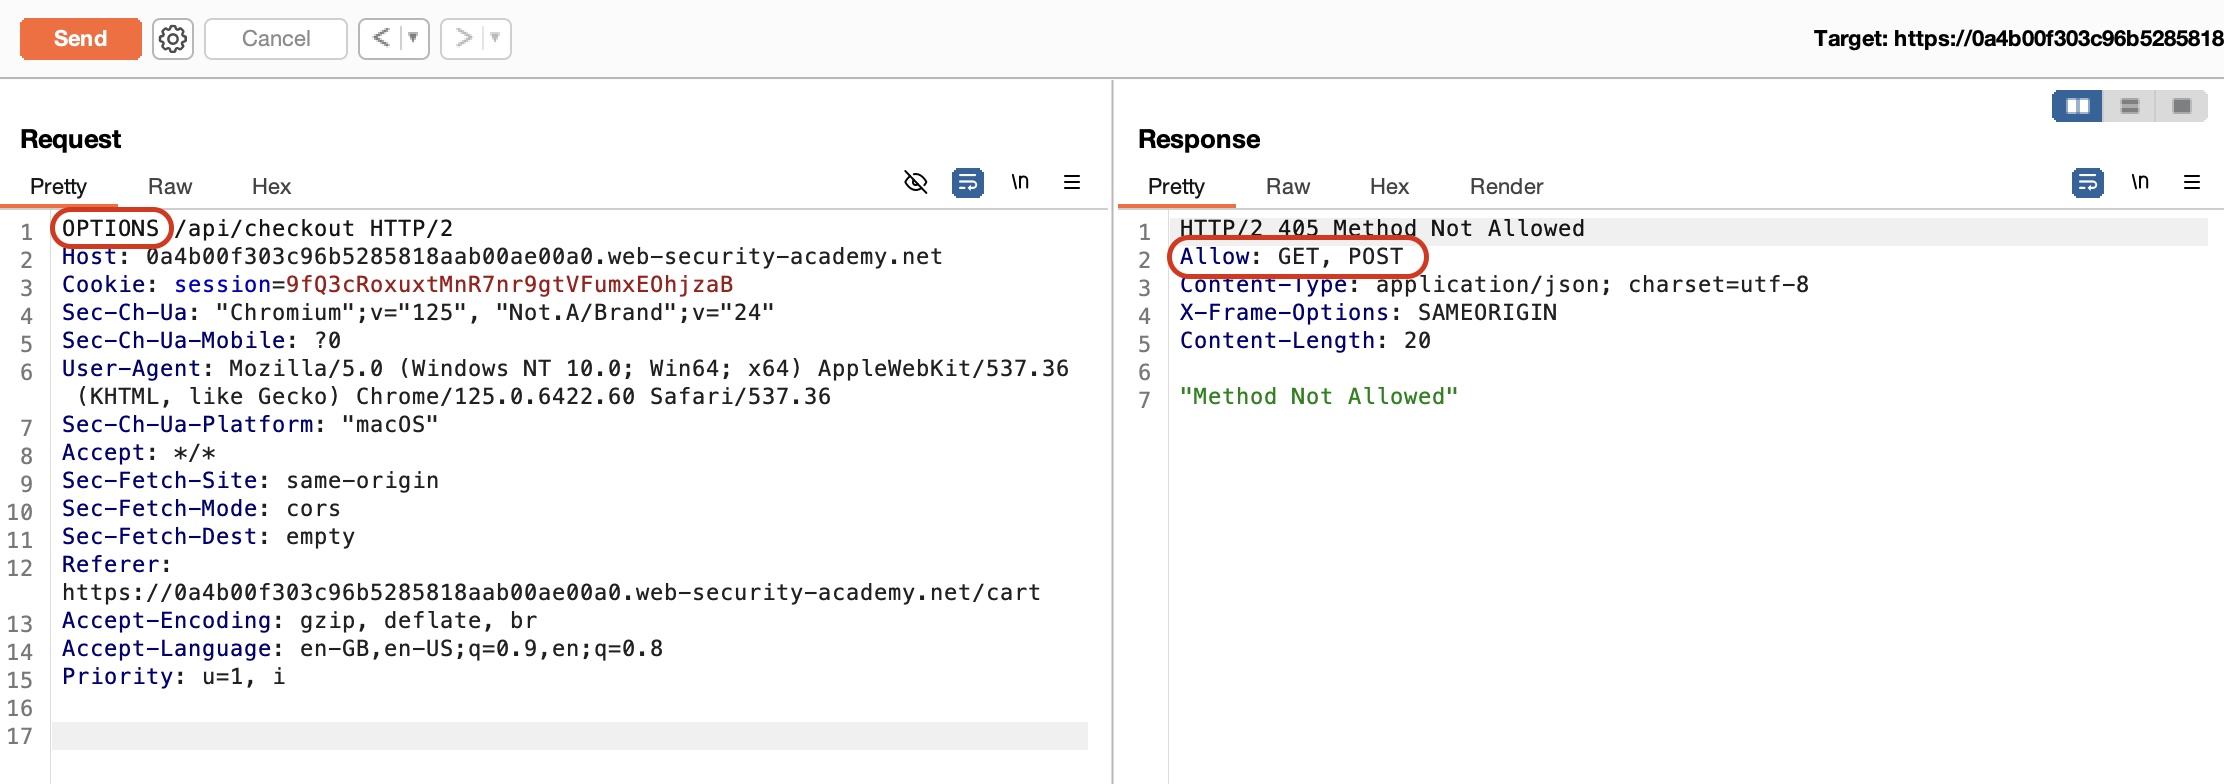 Send
Cancel
Target: https://0a4b00f303c96b5285818
Request
Pretty Raw Hex
\n
1 OPTIONS /api/checkout HTTP/2
2 Host: 0a4b00f303c96b5285818aab00ae00a0.web-security-academy.net
3 Cookie: session=9fQ3cRoxuxtMnR7nr9gtVFumxEOhjzaB
4 Sec-Ch-Ua: "Chromium";v="125", "Not.A/Brand";v="24"
5 Sec-Ch-Ua-Mobile: ?0
6 User-Agent: Mozilla/5.0 (Windows NT 10.0; Win64; x64) AppleWebKit/537.36
(KHTML, like Gecko) Chrome/125.0.6422.60 Safari/537.36
7 Sec-Ch-Ua-Platform: "macOS"
8 Accept: */*
9 Sec-Fetch-Site: same-origin
10 Sec-Fetch-Mode: cors
11 Sec-Fetch-Dest: empty
12 Referer:
https://0a4b00f303c96b5285818aab00ae00a0.web-security-academy.net/cart
13 Accept-Encoding: gzip, deflate, br
14 Accept-Language: en-GB,en-US;q=0.9,en;q=0.8
15 Priority: u=1, i
16
17
Response
Pretty Raw Hex Render
\n
1 HTTP/2 405 Method Not Allowed
2 Allow: GET, POST
3 Content-Type: application/json; charset=utf-8
4 X-Frame-Options: SAMEORIGIN
5 Content-Length: 20
6
7 "Method Not Allowed"